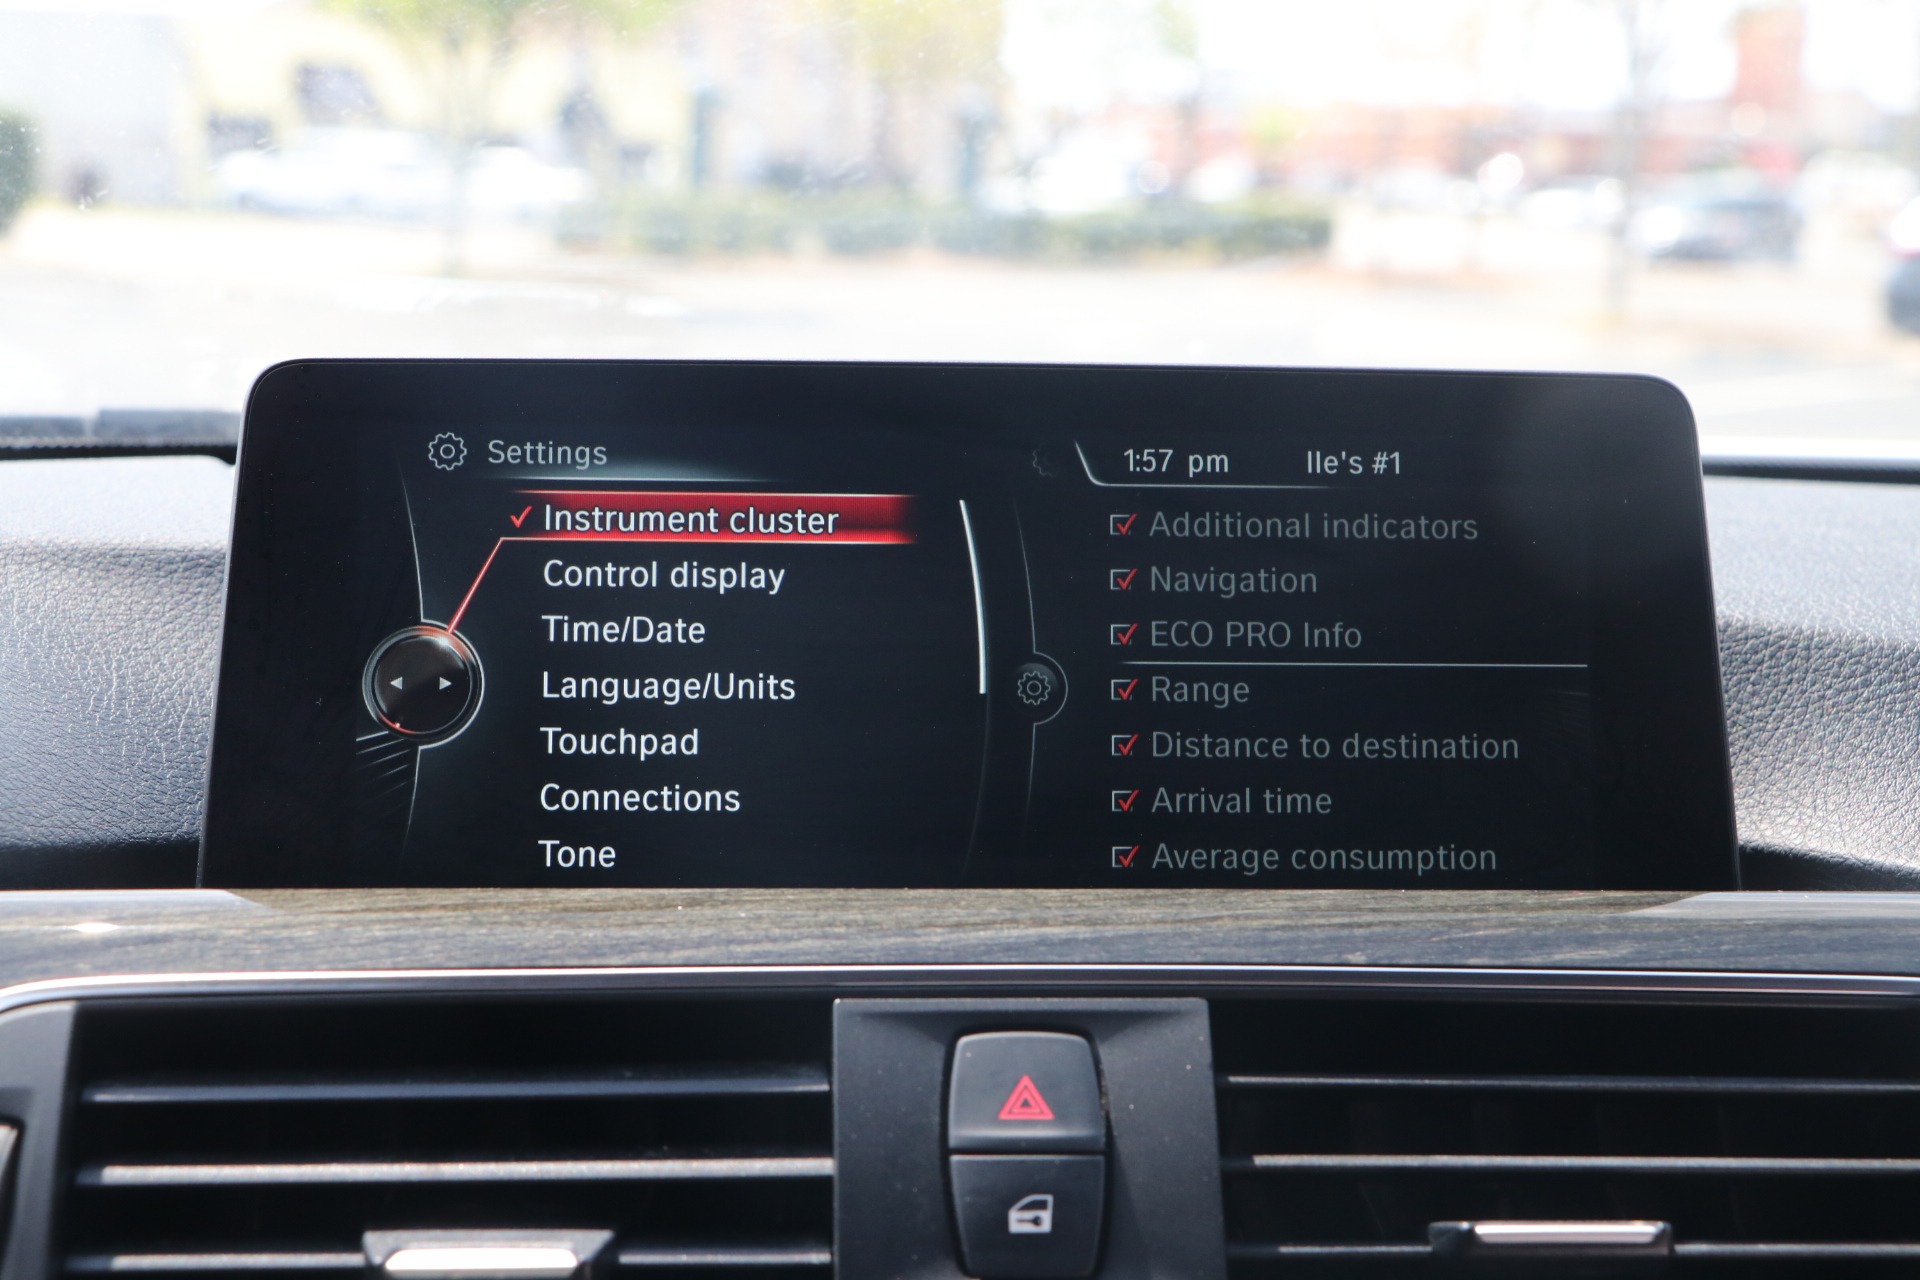 Settings
1:57 pm
lle's #1
Instrument cluster
Control display
Time/Date
Language/Units
Touchpad
Connections
Tone
Additional indicators
Navigation
ECO PRO Info
Range
Distance to destination
Arrival time
Average consumption